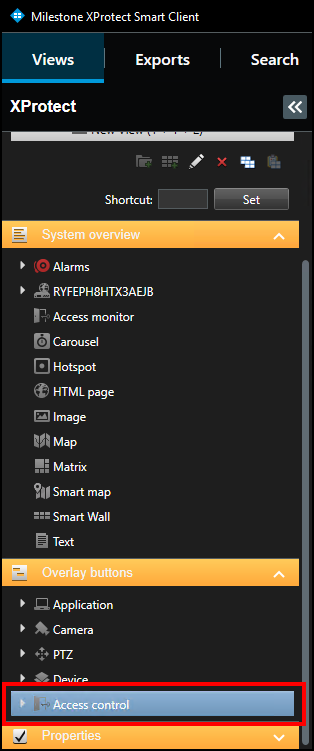 Milestone XProtect Smart Client
Views Exports Search
XProtect
New View (1 + 1 + 2)
Shortcut: Set
System overview
Alarms
RYFEPH8HTX3AEJB
Access monitor
Carousel
Hotspot
HTML page
Image
Map
Matrix
Smart map
Smart Wall
Text
Overlay buttons
Application
Camera
PTZ
Device
Access control
Properties